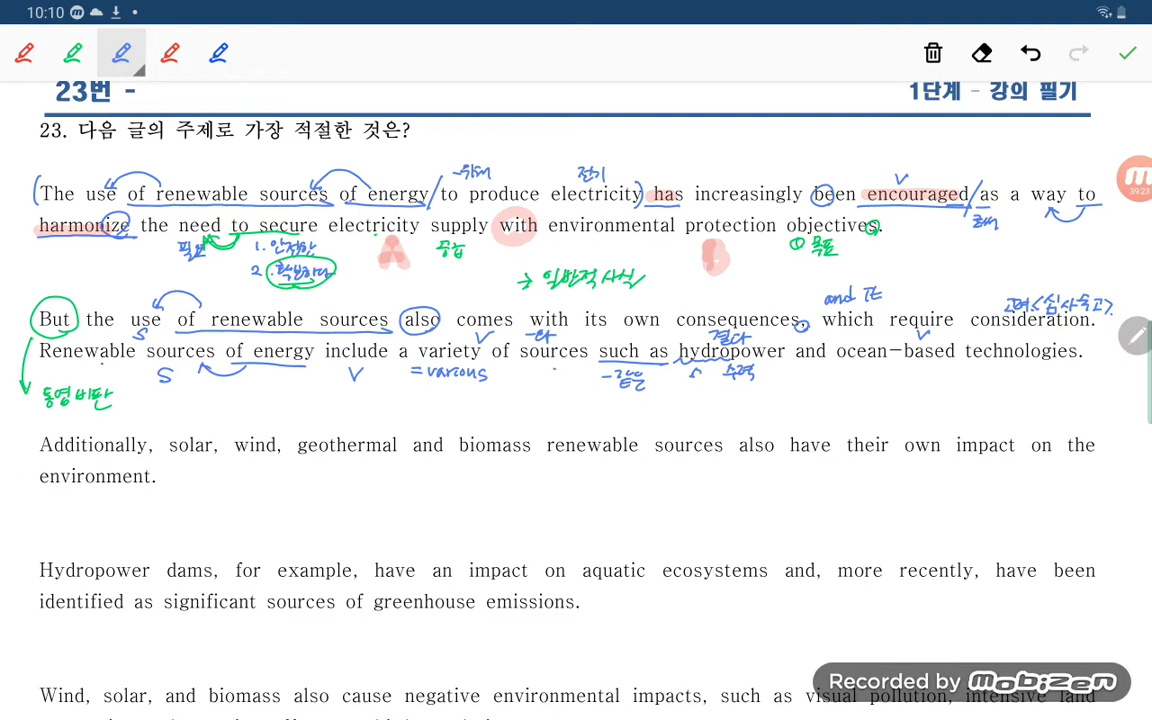 10:10
23번 -
1단계 - 강의 필기
23. 다음 글의 주제로 가장 적절한 것은?
~위해 전기 V
(The use of renewable sources of energy/to produce electricity) has increasingly been encouraged/as a way to
harmonize the need to secure electricity supply with environmental protection objectives.
필요 1. 안정한 A 공급 B ① 목표
2. 확보하다
→ 일반적 사실
and it 고려
But the use of renewable sources also comes with its own consequences, which require consideration.
S V V
Renewable sources of energy include a variety of sources such as hydropower and ocean-based technologies.
S V =various ~같은 수력
통염비판
Additionally, solar, wind, geothermal and biomass renewable sources also have their own impact on the
environment.
Hydropower dams, for example, have an impact on aquatic ecosystems and, more recently, have been
identified as significant sources of greenhouse emissions.
Wind, solar, and biomass also cause negative environmental impacts, such as visual pollution, intensive land
39:23
Recorded by mobizen